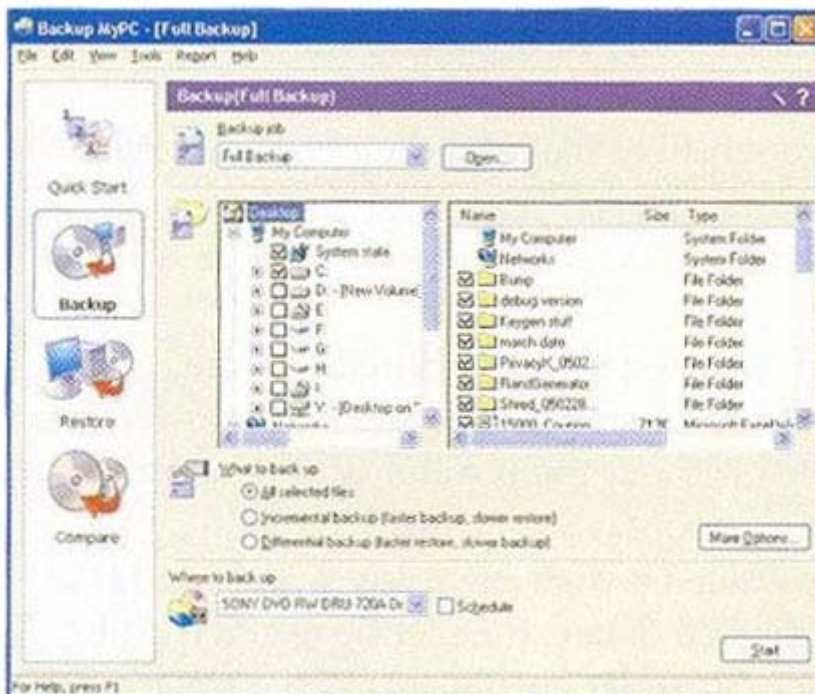 Backup MyPC - [Full Backup]
File Edit View Tools Report Help
Backup(Full Backup)
?
Backup job
Full Backup
Open...
Quick Start
Backup
Restore
Compare
Desktop
My Computer
System state
C:
D: - [New Volume
E:
F:
G:
H:
I:
V: - [Desktop on
Networks
Name Size Type
My Computer System Folder
Networks System Folder
Bump File Folder
debug version File Folder
Keygen stuff File Folder
march date File Folder
File Folder
RandGenerator File Folder
Shred_050228... File Folder
Microsoft
What to back up
All selected files
Incremental backup (faster backup, slower restore)
Differential backup (faster restore, slower backup)
More Options...
Where to back up
SONY DVD RW DRU-720A
Schedule
Start
For Help, press F1